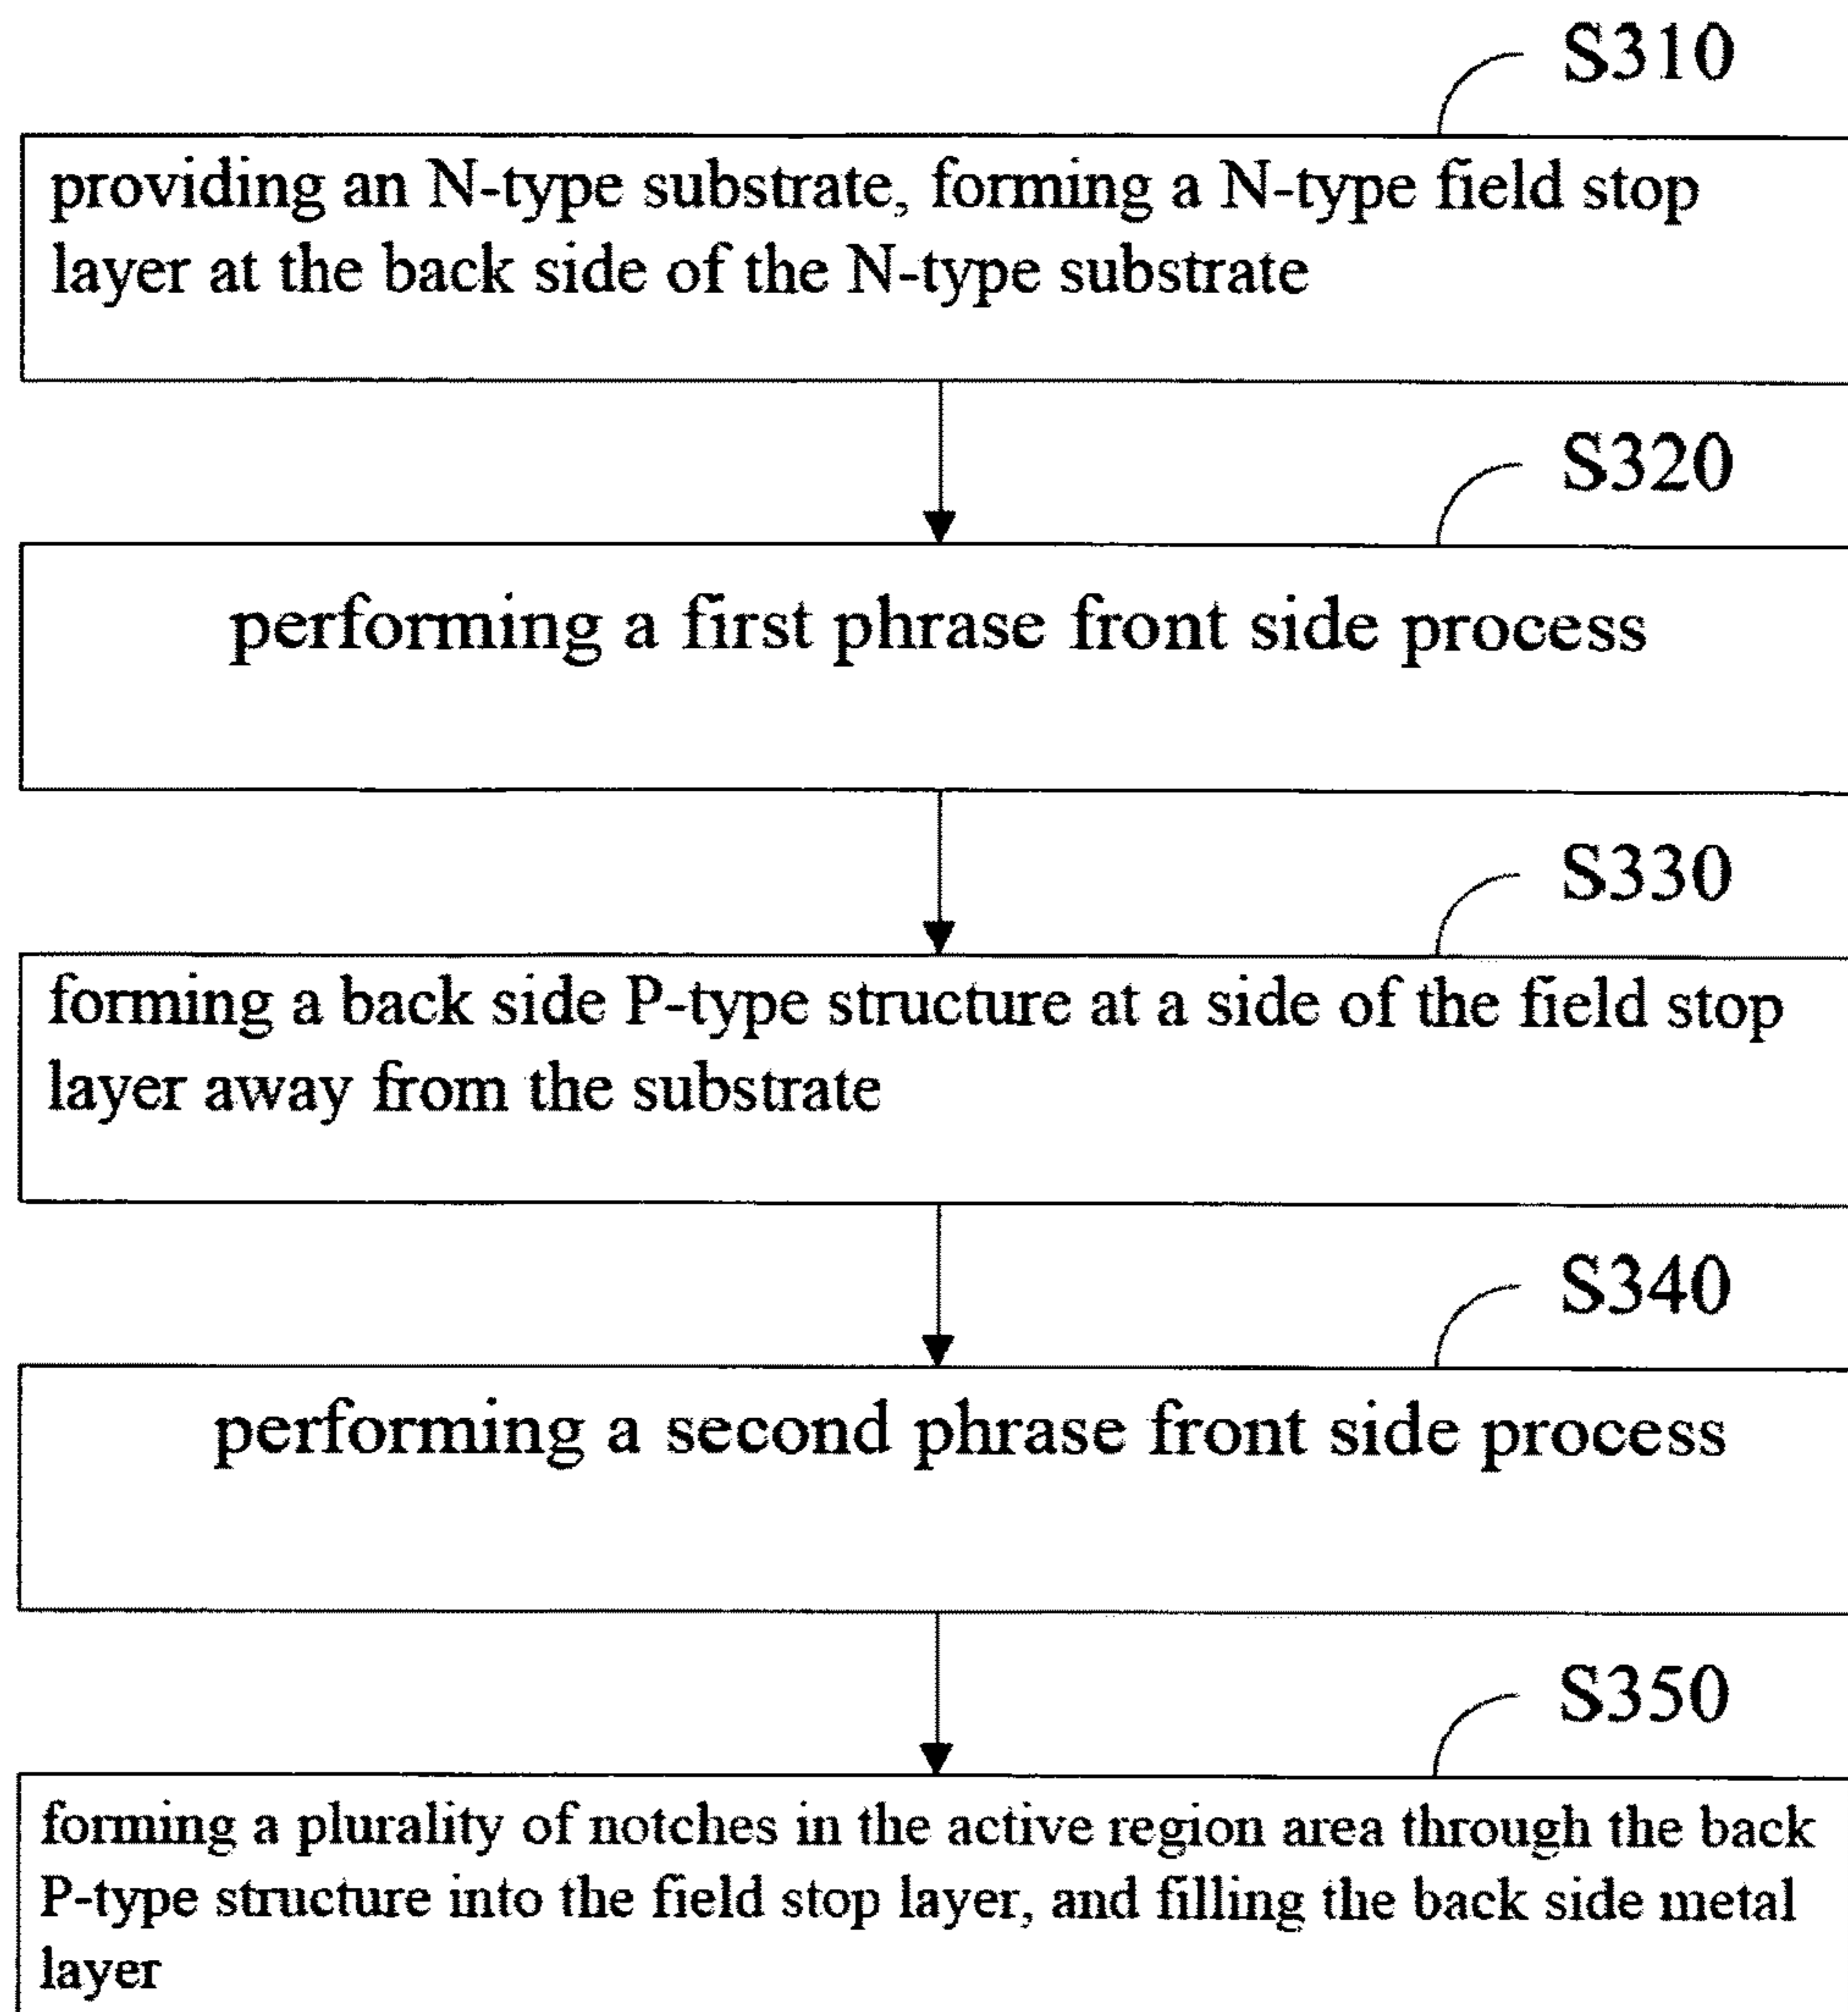 S310
providing an N-type substrate, forming a N-type field stop
layer at the back side of the N-type substrate
S320
performing a first phrase front side process
S330
forming a back side P-type structure at a side of the field stop
layer away from the substrate
S340
performing a second phrase front side process
S350
forming a plurality of notches in the active region area through the back
P-type structure into the field stop layer, and filling the back side metal
layer